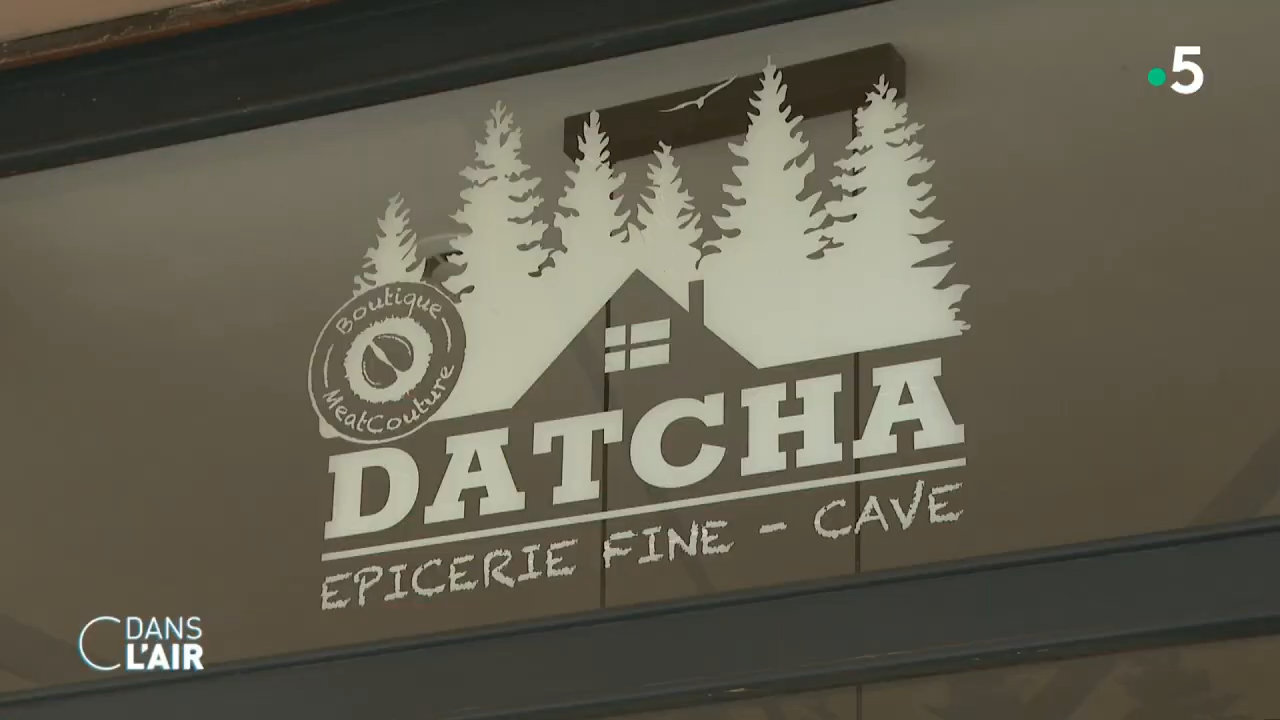 5
Boutique
MeatCouture
DATCHA
EPICERIE FINE - CAVE
C DANS
L'AIR